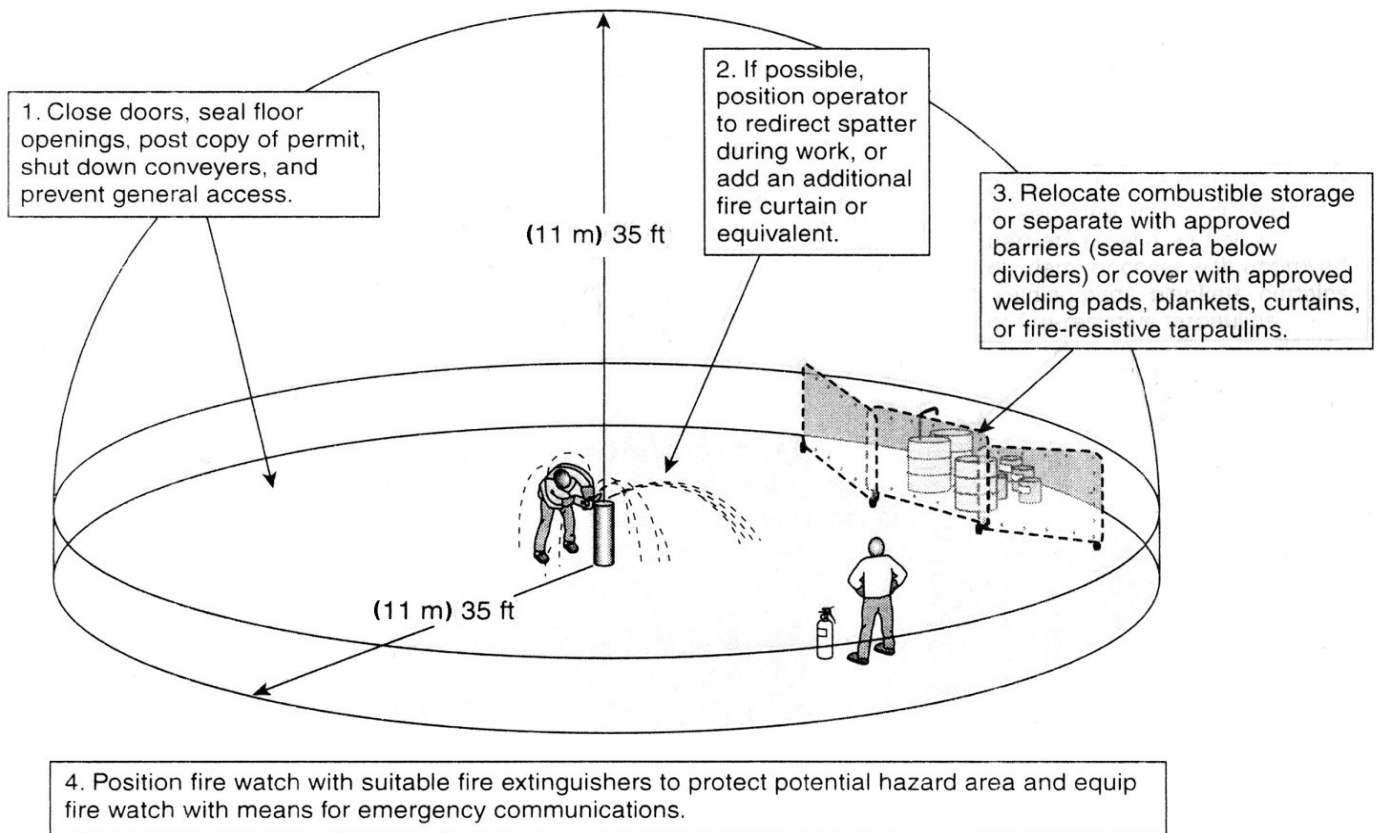 1. Close doors, seal floor
openings, post copy of permit,
shut down conveyers, and
prevent general access.
2. If possible,
position operator
to redirect spatter
during work, or
add an additional
fire curtain or
equivalent.
3. Relocate combustible storage
or separate with approved
barriers (seal area below
dividers) or cover with approved
welding pads, blankets, curtains,
or fire-resistive tarpaulins.
(11 m) 35 ft
(11 m) 35 ft
4. Position fire watch with suitable fire extinguishers to protect potential hazard area and equip
fire watch with means for emergency communications.